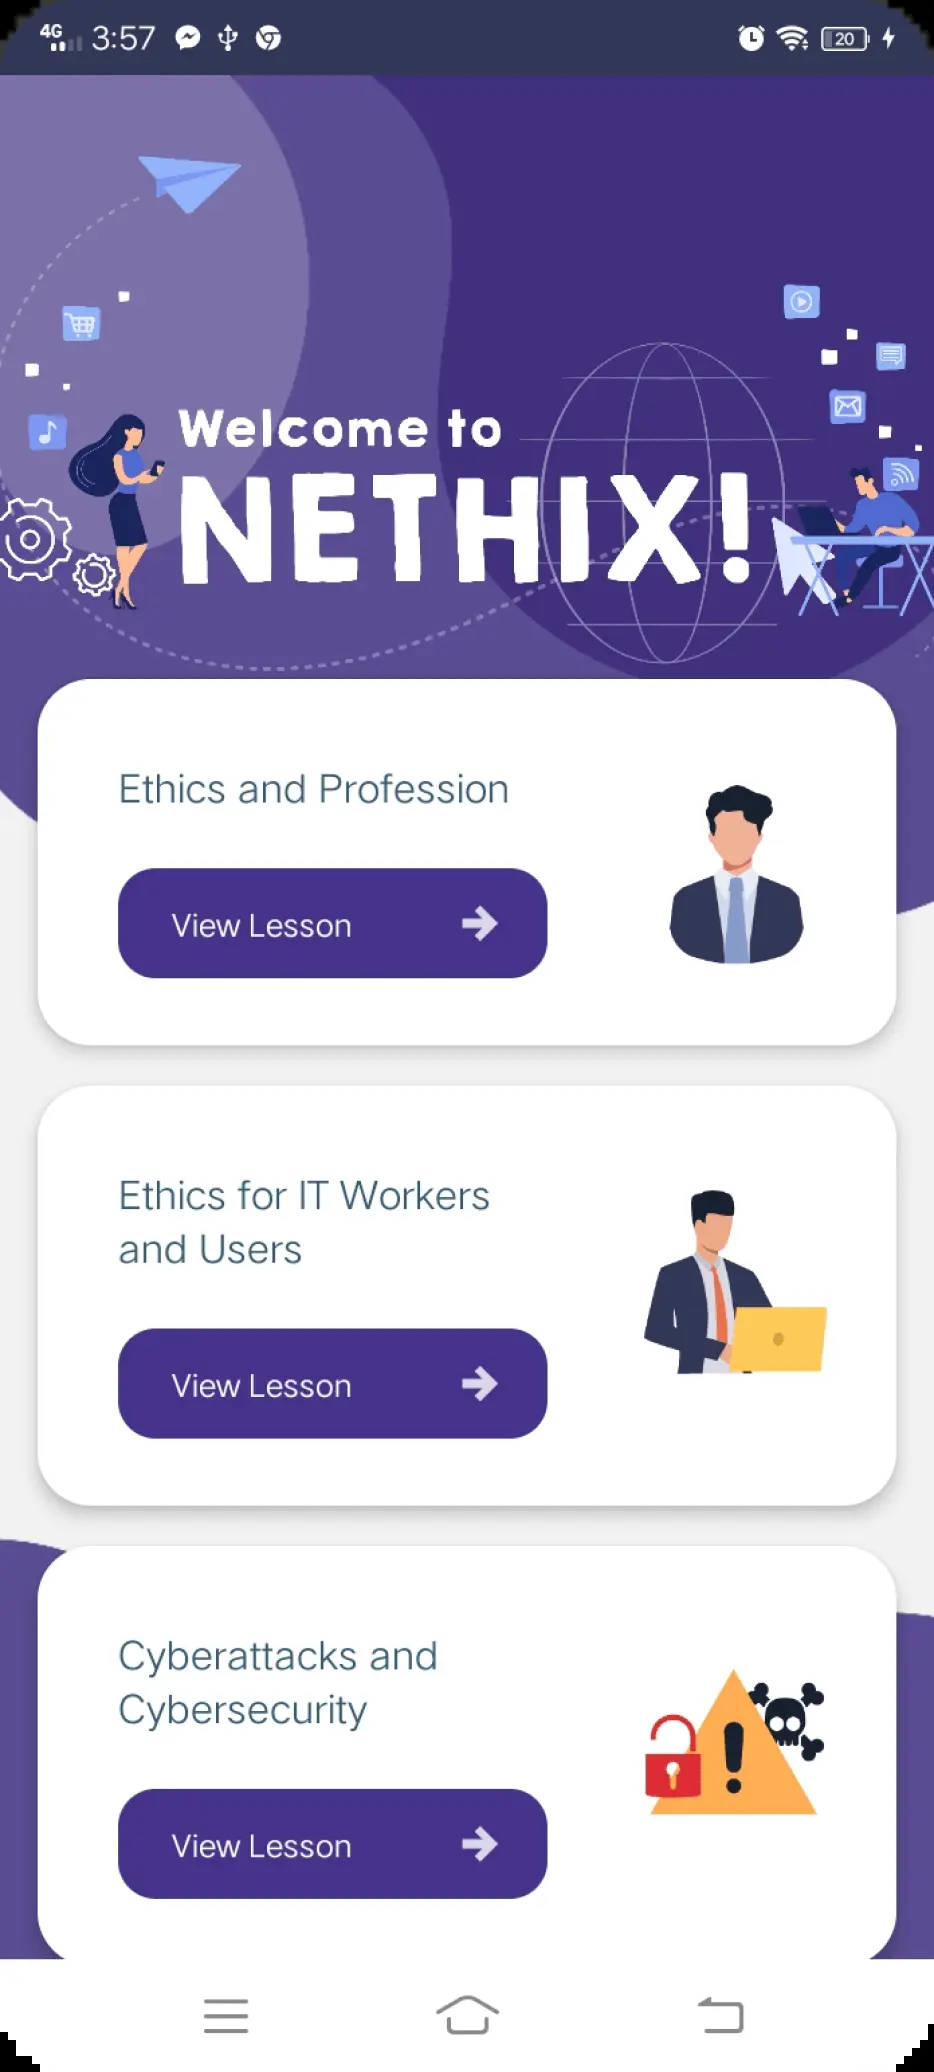 4G 3:57 20
Welcome to
NETHIX!
Ethics and Profession
View Lesson
Ethics for IT Workers
and Users
View Lesson
Cyberattacks and
Cybersecurity
View Lesson